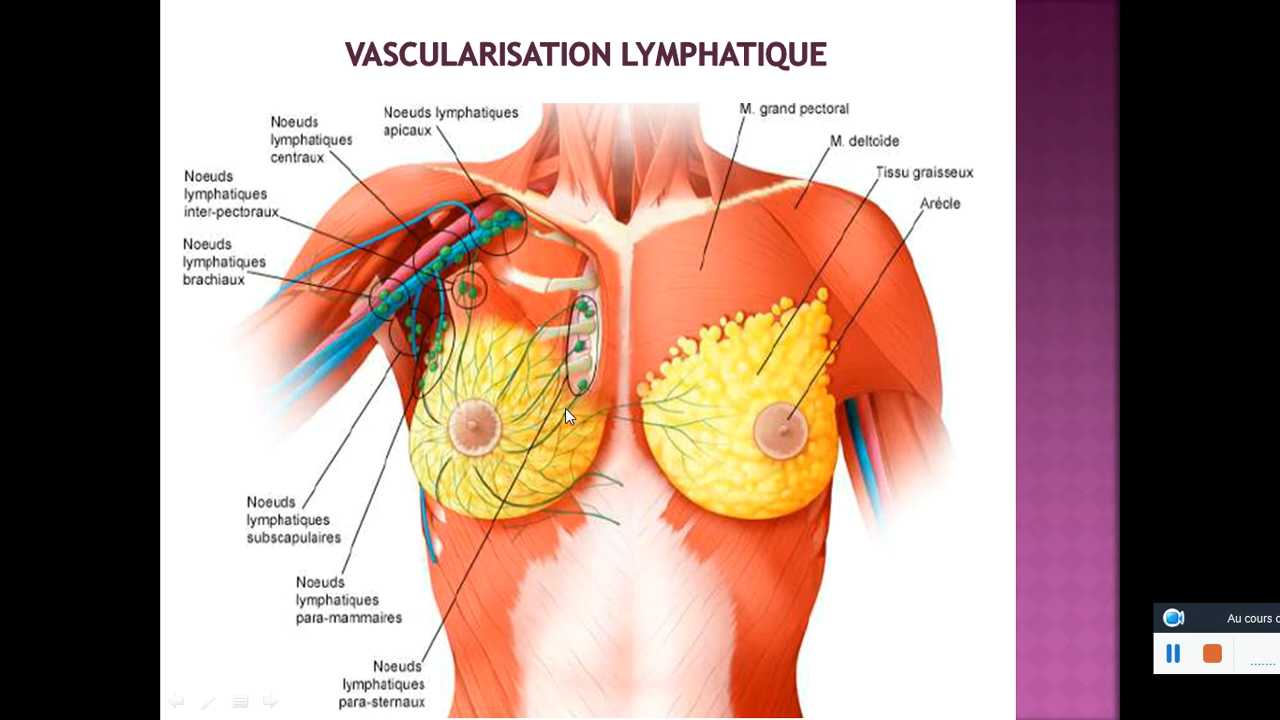 VASCULARISATION LYMPHATIQUE
Noeuds
lymphatiques
centraux
Noeuds lymphatiques
apicaux
M. grand pectoral
M. deltoïde
Tissu graisseux
Aréole
Noeuds
lymphatiques
inter-pectoraux
Noeuds
lymphatiques
brachiaux
Noeuds
lymphatiques
subscapulaires
Noeuds
lymphatiques
para-mammaires
Noeuds
lymphatiques
para-sternaux
Au cours